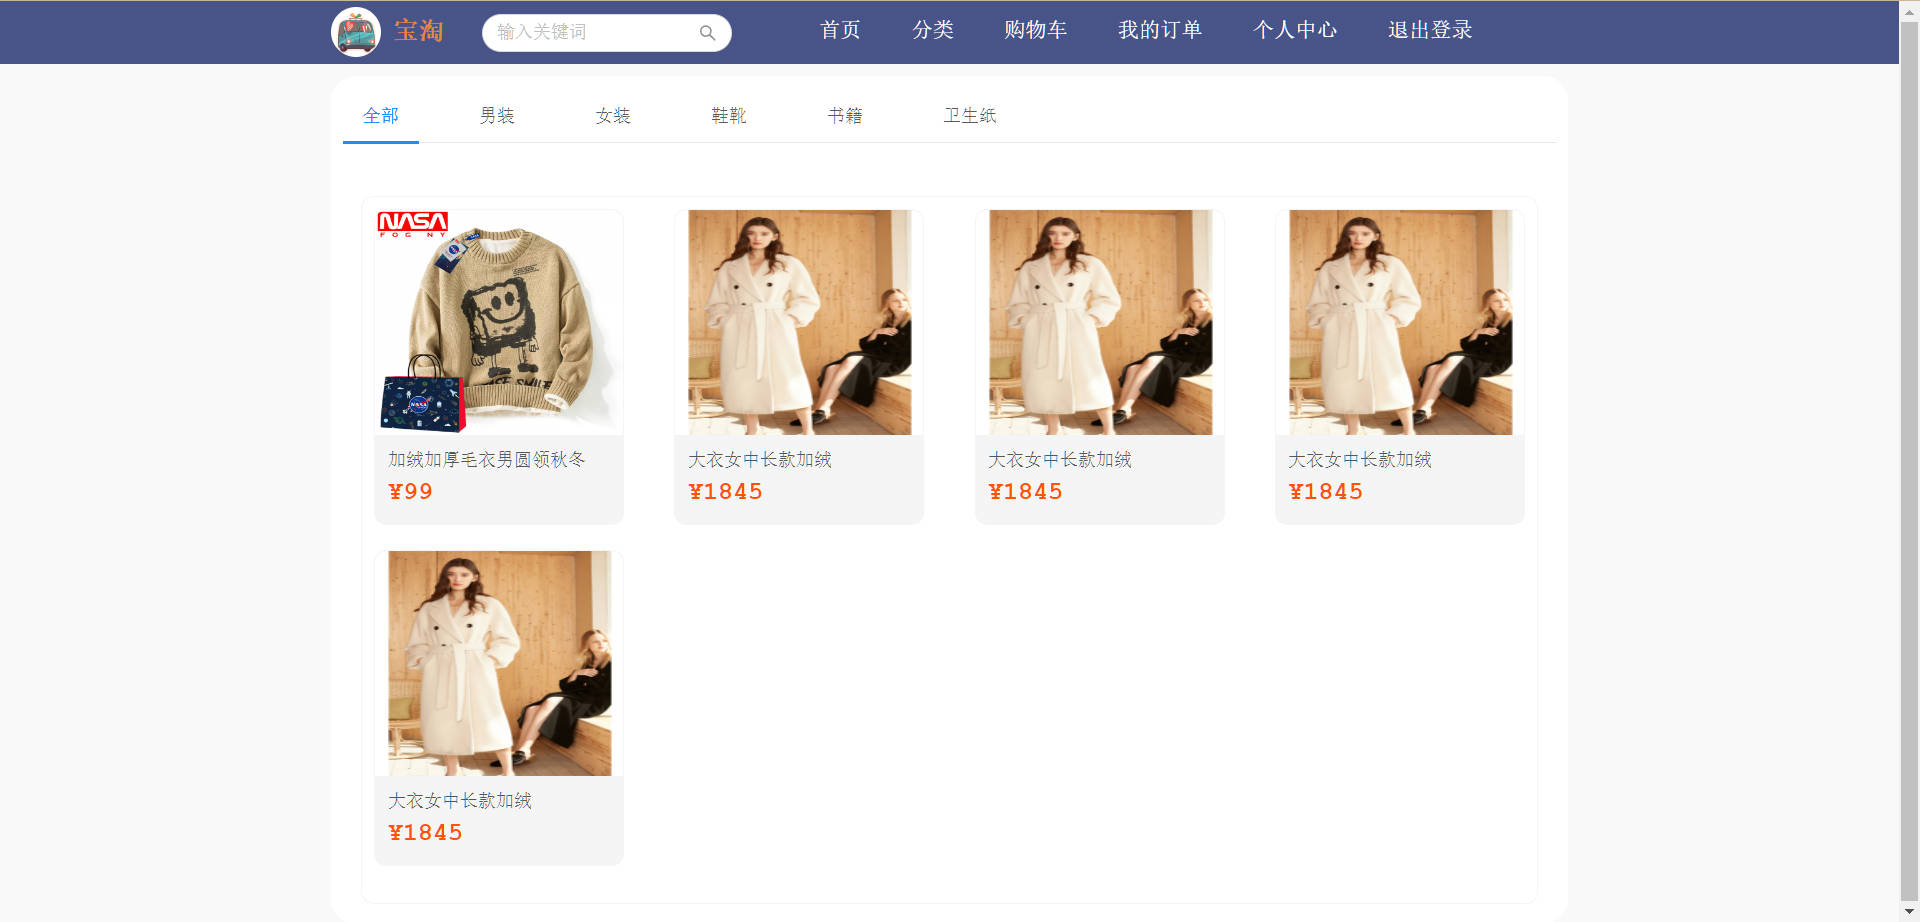 宝淘
输入关键词
首页 分类 购物车 我的订单 个人中心 退出登录
全部 男装 女装 鞋靴 书籍 卫生纸
NASA
FOG NY
NASA
加绒加厚毛衣男圆领秋冬
¥99
大衣女中长款加绒
¥1845
大衣女中长款加绒
¥1845
大衣女中长款加绒
¥1845
大衣女中长款加绒
¥1845